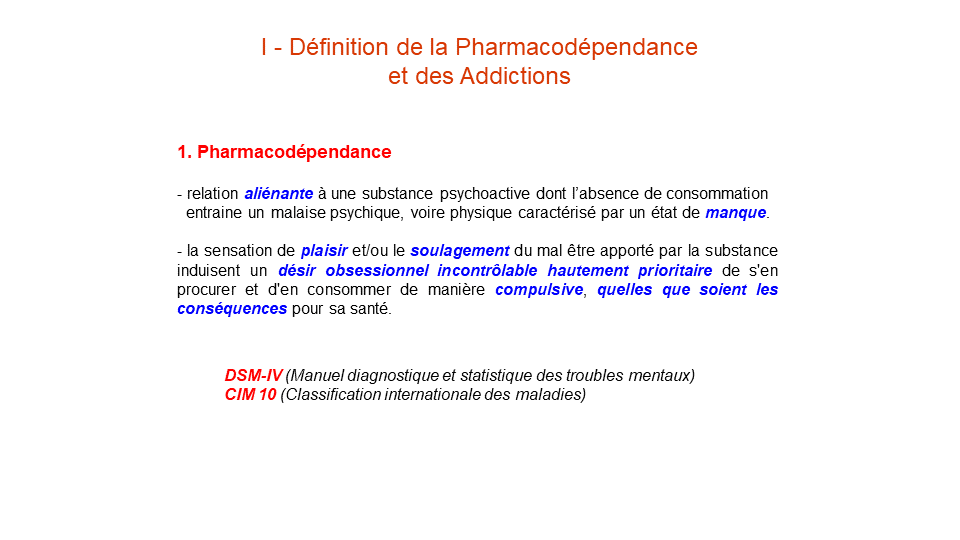 I - Définition de la Pharmacodépendance
et des Addictions
1. Pharmacodépendance
- relation aliénante à une substance psychoactive dont l’absence de consommation
entraine un malaise psychique, voire physique caractérisé par un état de manque.
- la sensation de plaisir et/ou le soulagement du mal être apporté par la substance
induisent un désir obsessionnel incontrôlable hautement prioritaire de s'en
procurer et d'en consommer de manière compulsive, quelles que soient les
conséquences pour sa santé.
DSM-IV (Manuel diagnostique et statistique des troubles mentaux)
CIM 10 (Classification internationale des maladies)